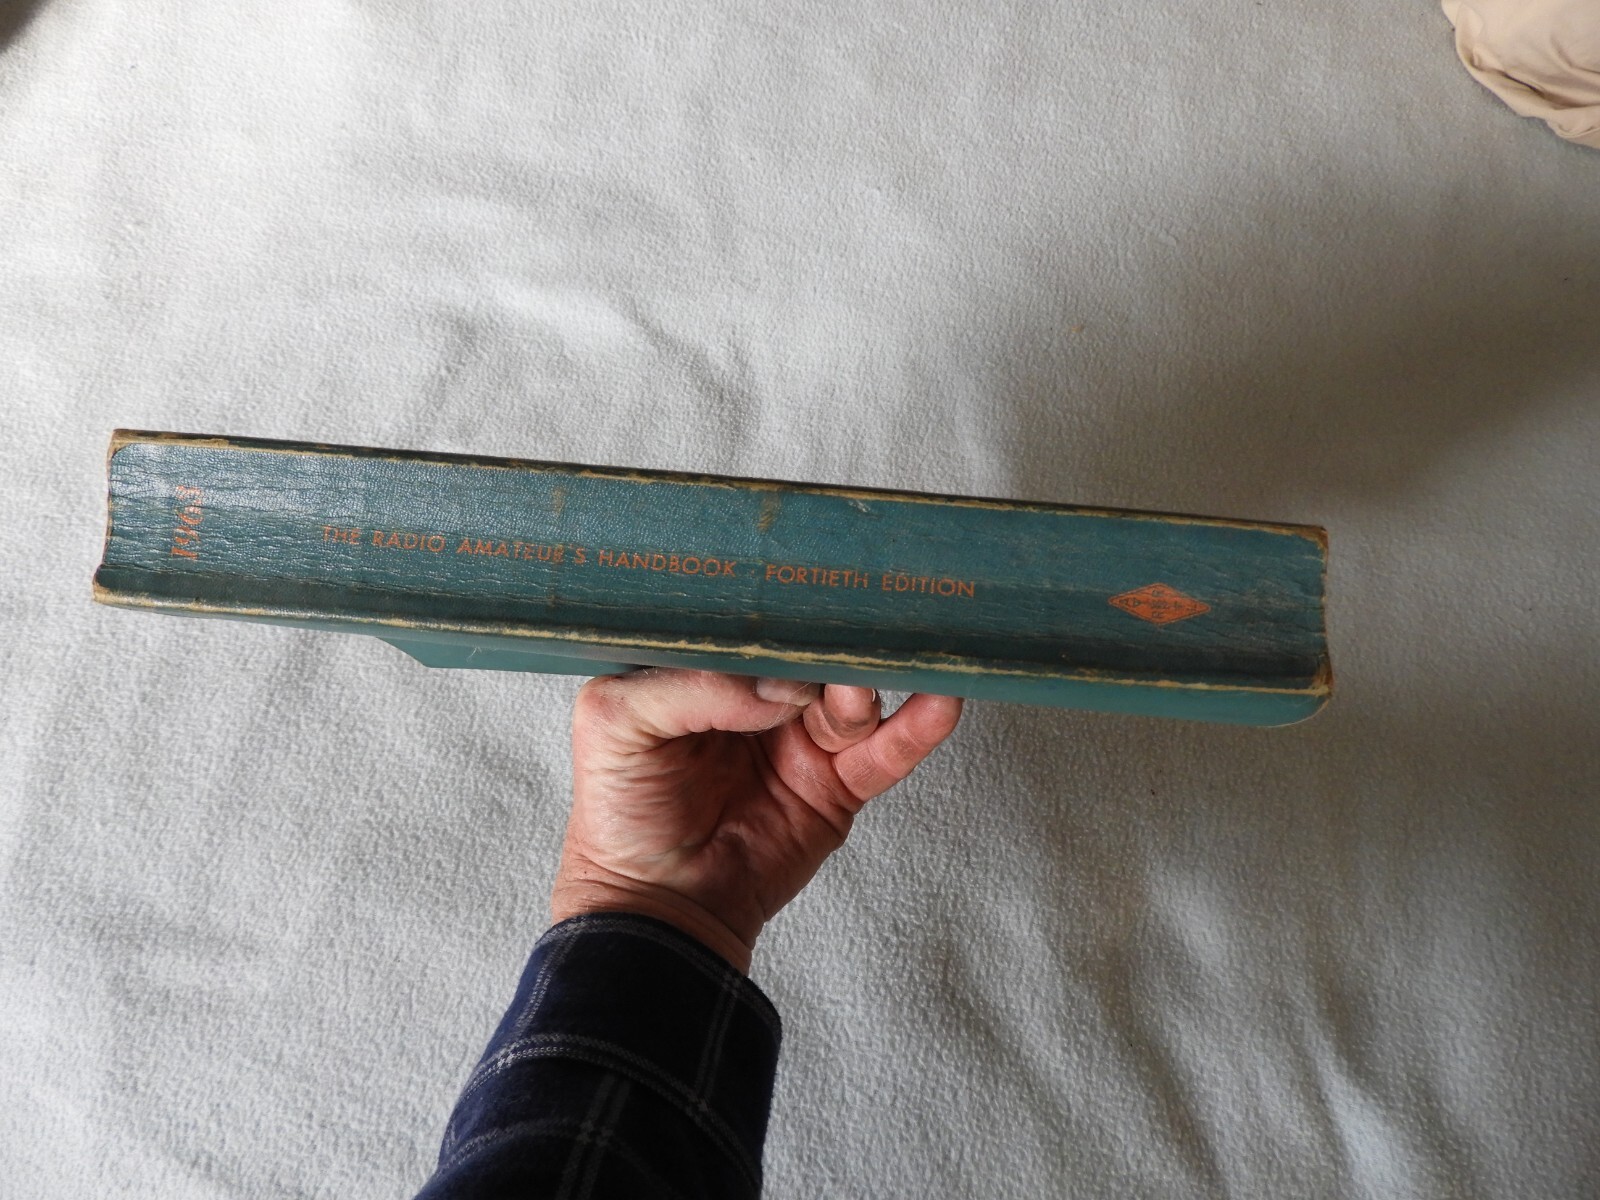 1963
THE RADIO AMATEUR'S HANDBOOK · FORTIETH EDITION